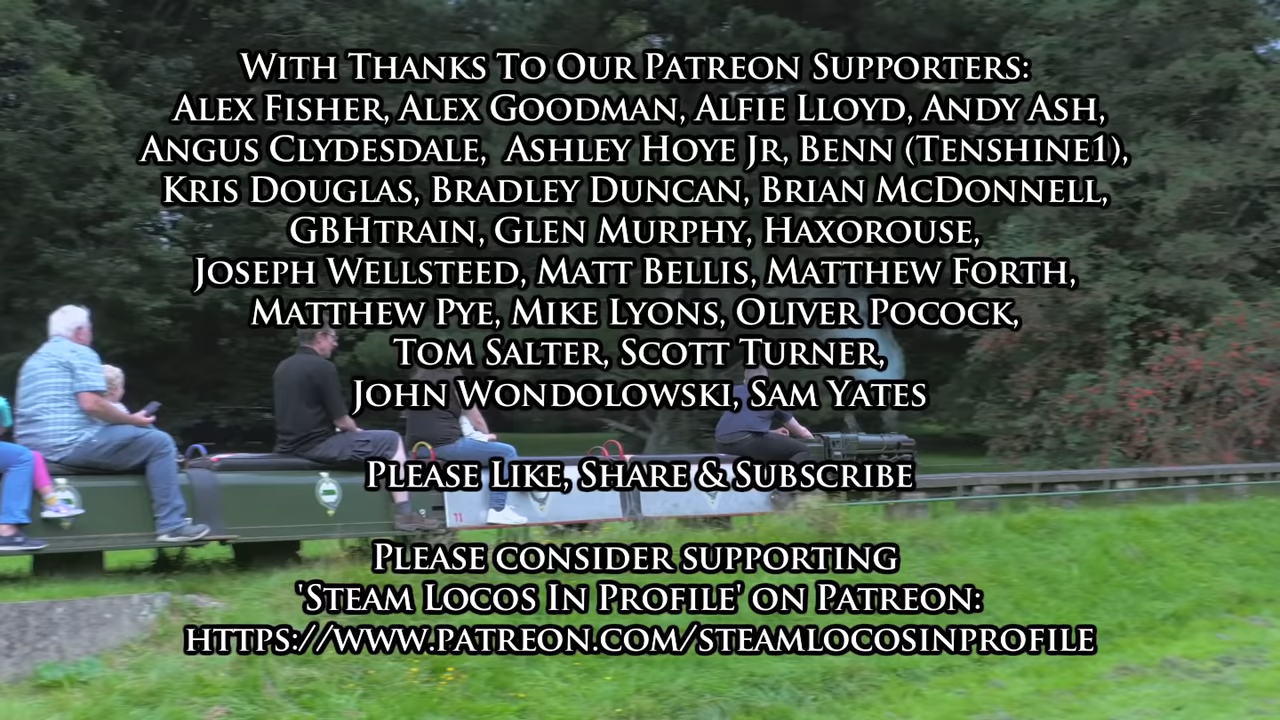 With Thanks To Our Patreon Supporters:
Alex Fisher, Alex Goodman, Alfie Lloyd, Andy Ash,
Angus Clydesdale,  Ashley Hoye Jr, Benn (Tenshine1),
Kris Douglas, Bradley Duncan, Brian McDonnell,
GBHtrain, Glen Murphy, Haxorouse,
Joseph Wellsteed, Matt Bellis, Matthew Forth,
Matthew Pye, Mike Lyons, Oliver Pocock,
Tom Salter, Scott Turner,
John Wondolowski, Sam Yates
Please Like, Share & Subscribe
11
Please consider supporting
'Steam Locos In Profile' on Patreon:
https://www.patreon.com/steamlocosinprofile